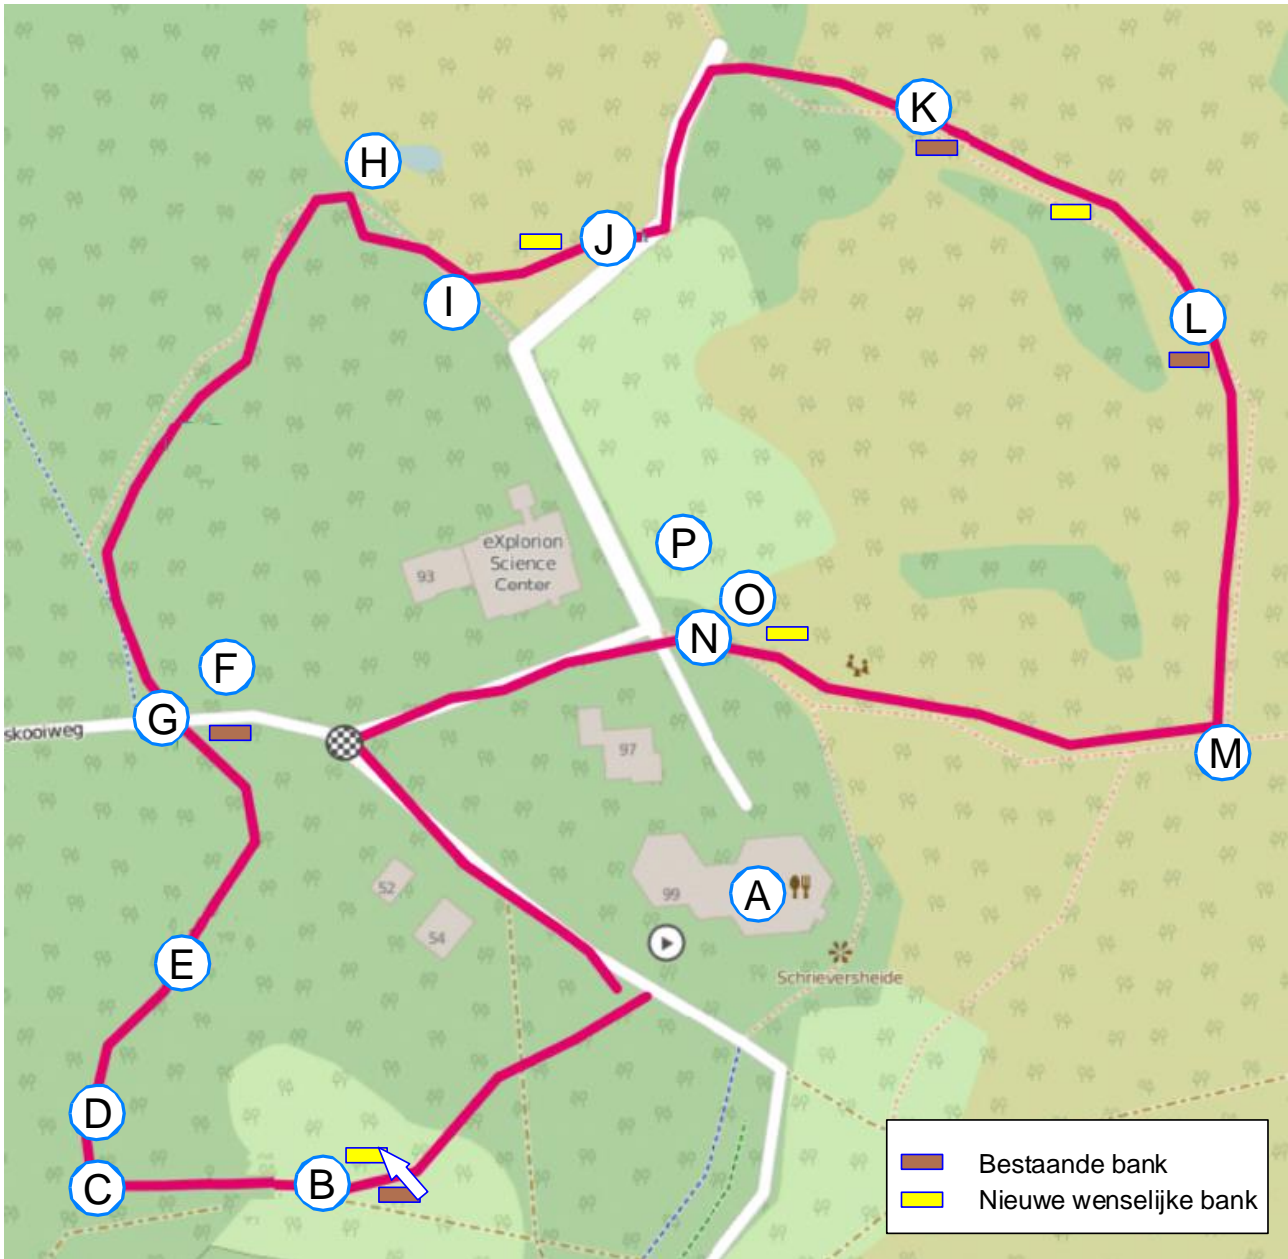 K
H
J
I
L
eXplorion
Science
Center
93
P
O
N
F
G
skooiweg
97
M
52
99
A
54
E
Schrieversheide
D
B
C
Bestaande bank
Nieuwe wenselijke bank